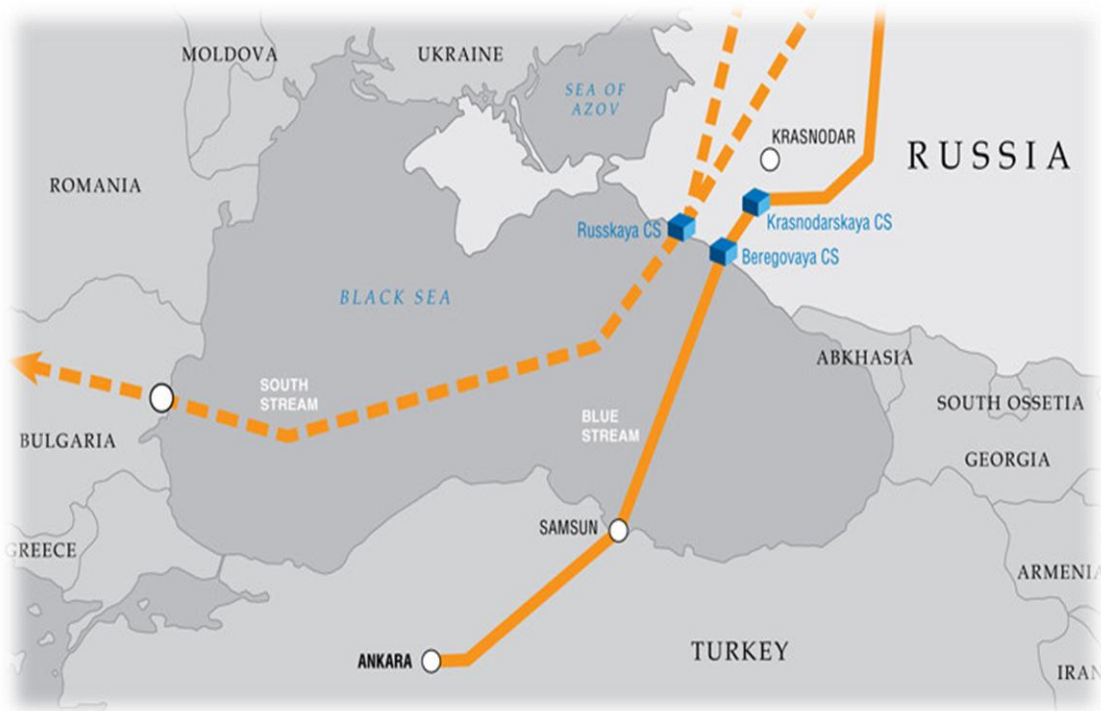 MOLDOVA
UKRAINE
SEA OF
AZOV
KRASNODAR
RUSSIA
ROMANIA
Krasnodarskaya CS
Russkaya CS
Beregovaya CS
BLACK SEA
ABKHASIA
SOUTH
STREAM
SOUTH OSSETIA
BLUE
STREAM
BULGARIA
GEORGIA
SAMSUN
GREECE
ARMENIA
TURKEY
ANKARA
IRAN